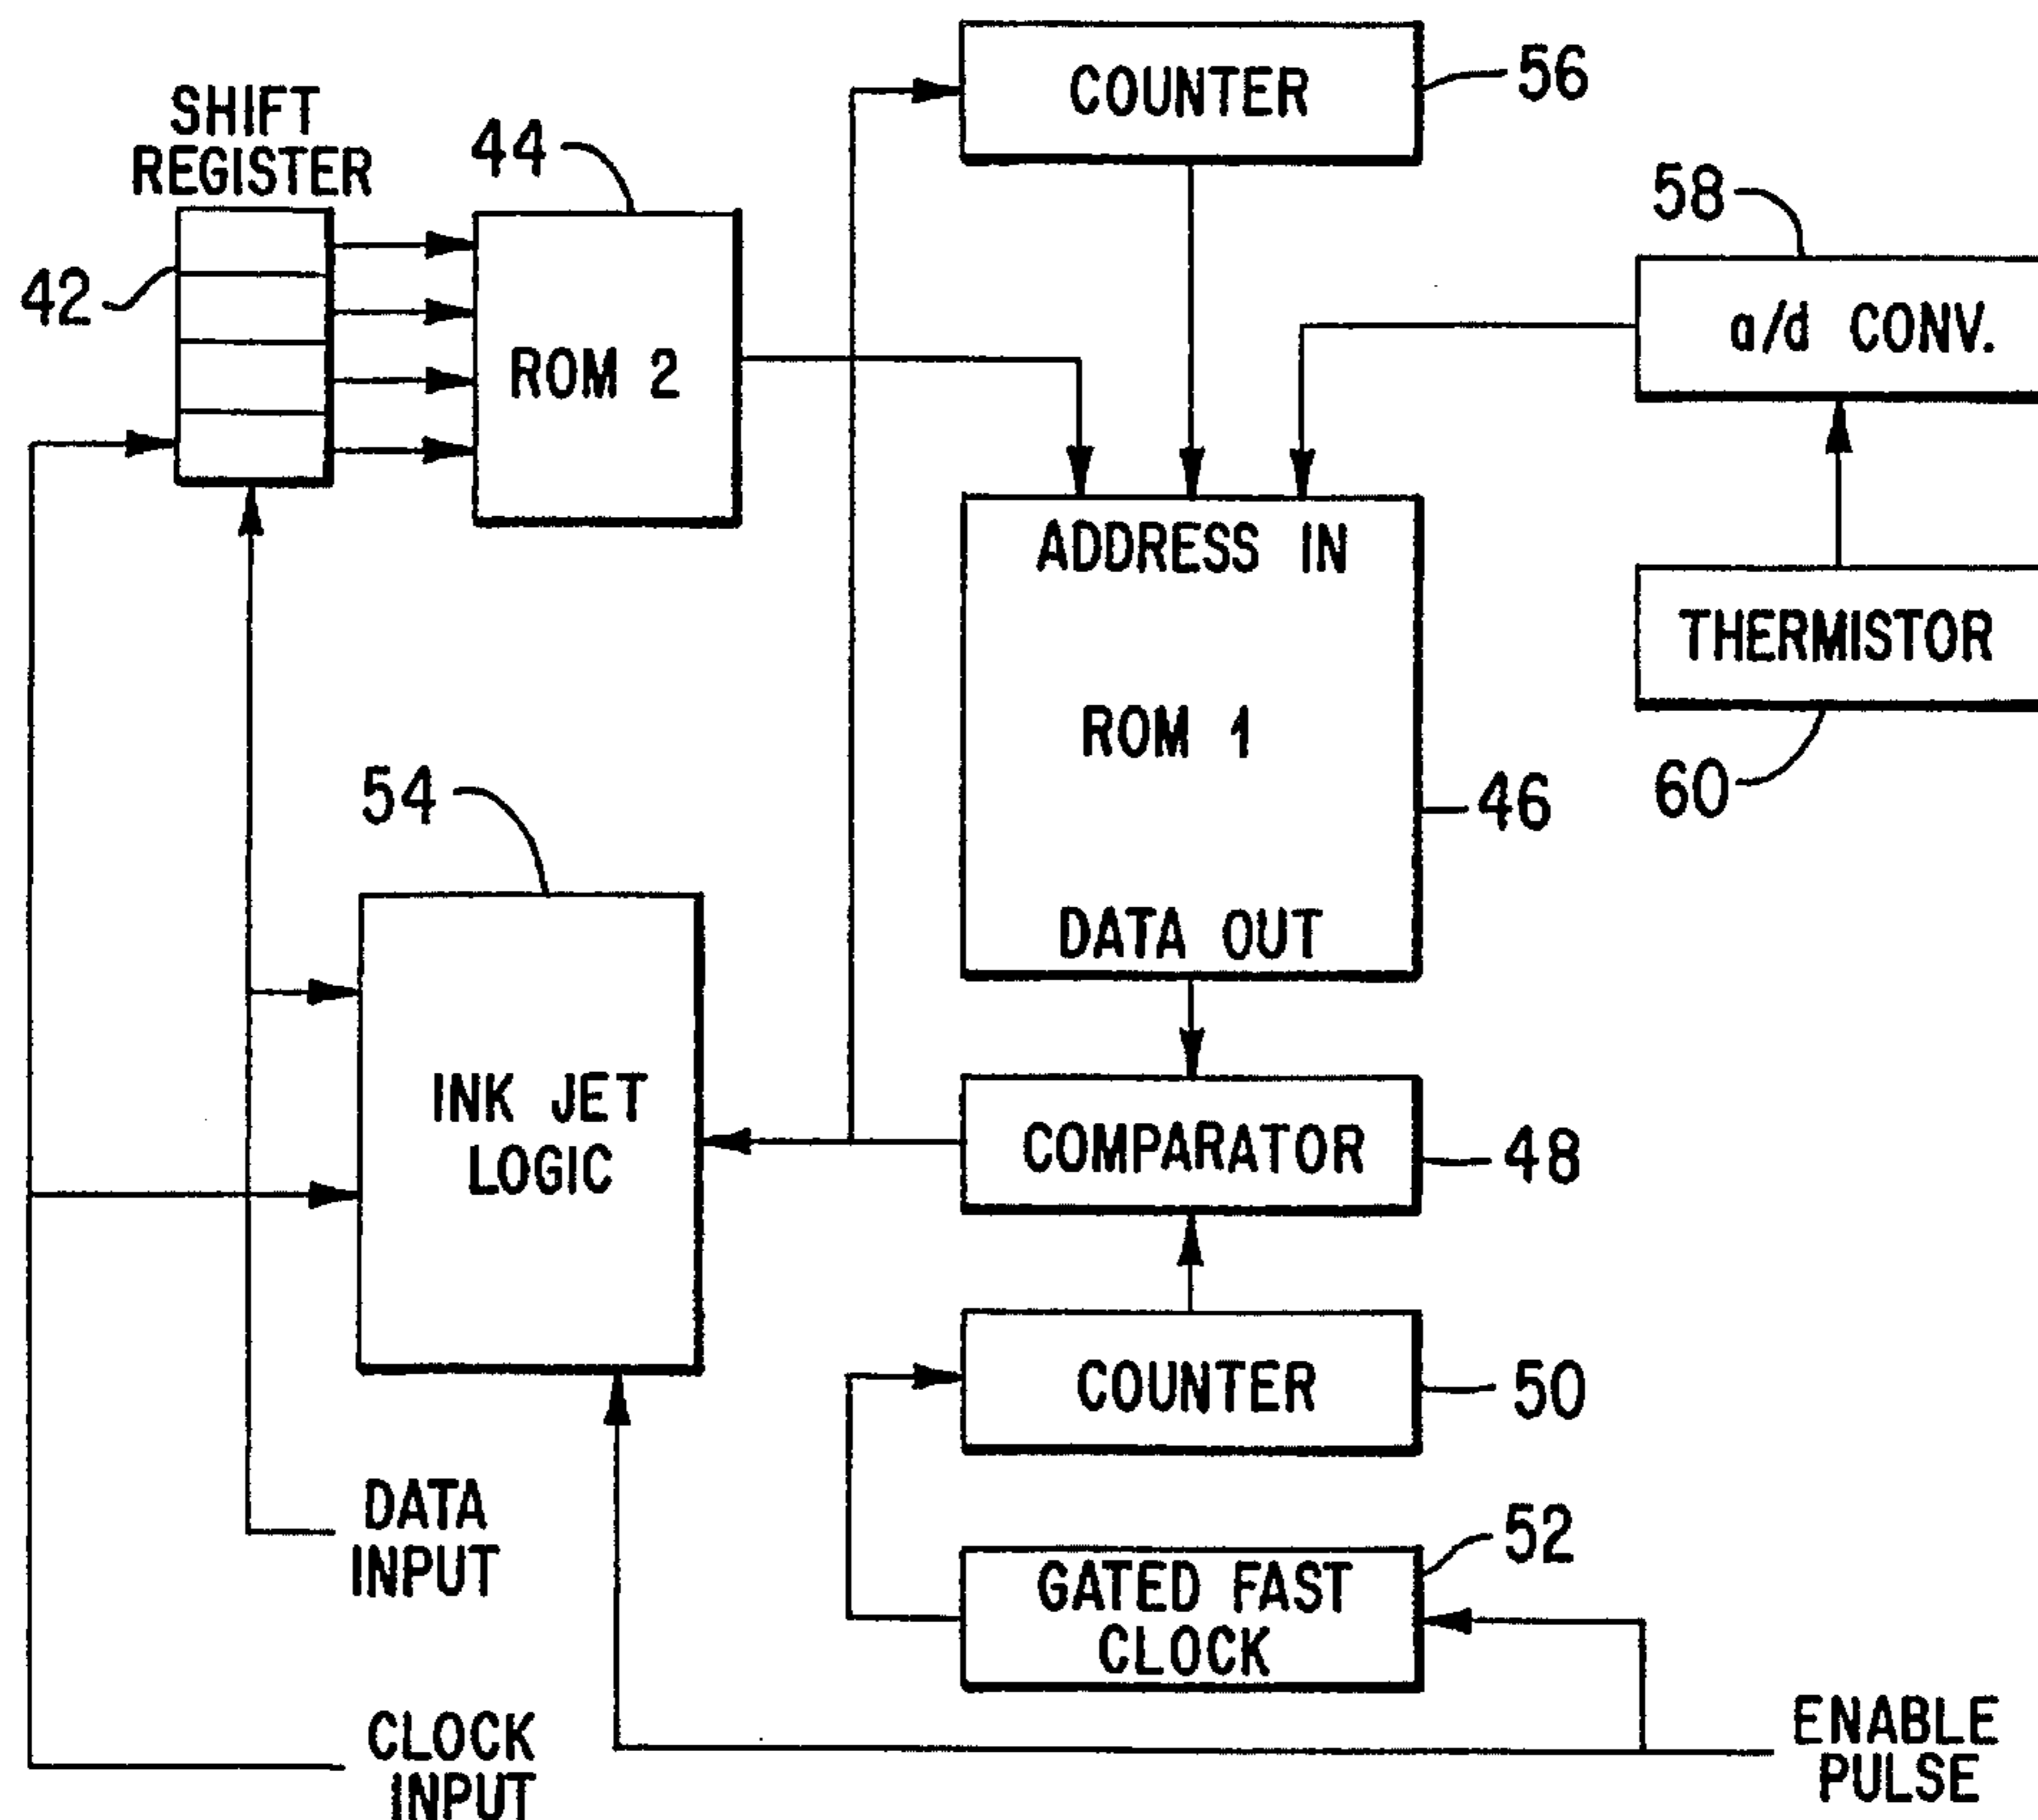 COUNTER
56
SHIFT
REGISTER
44
58
42
ROM 2
a/d CONV.
ADDRESS IN
THERMISTOR
ROM 1
60
46
54
DATA OUT
INK JET
LOGIC
COMPARATOR
48
COUNTER
50
DATA
INPUT
52
GATED FAST
CLOCK
CLOCK
INPUT
ENABLE
PULSE